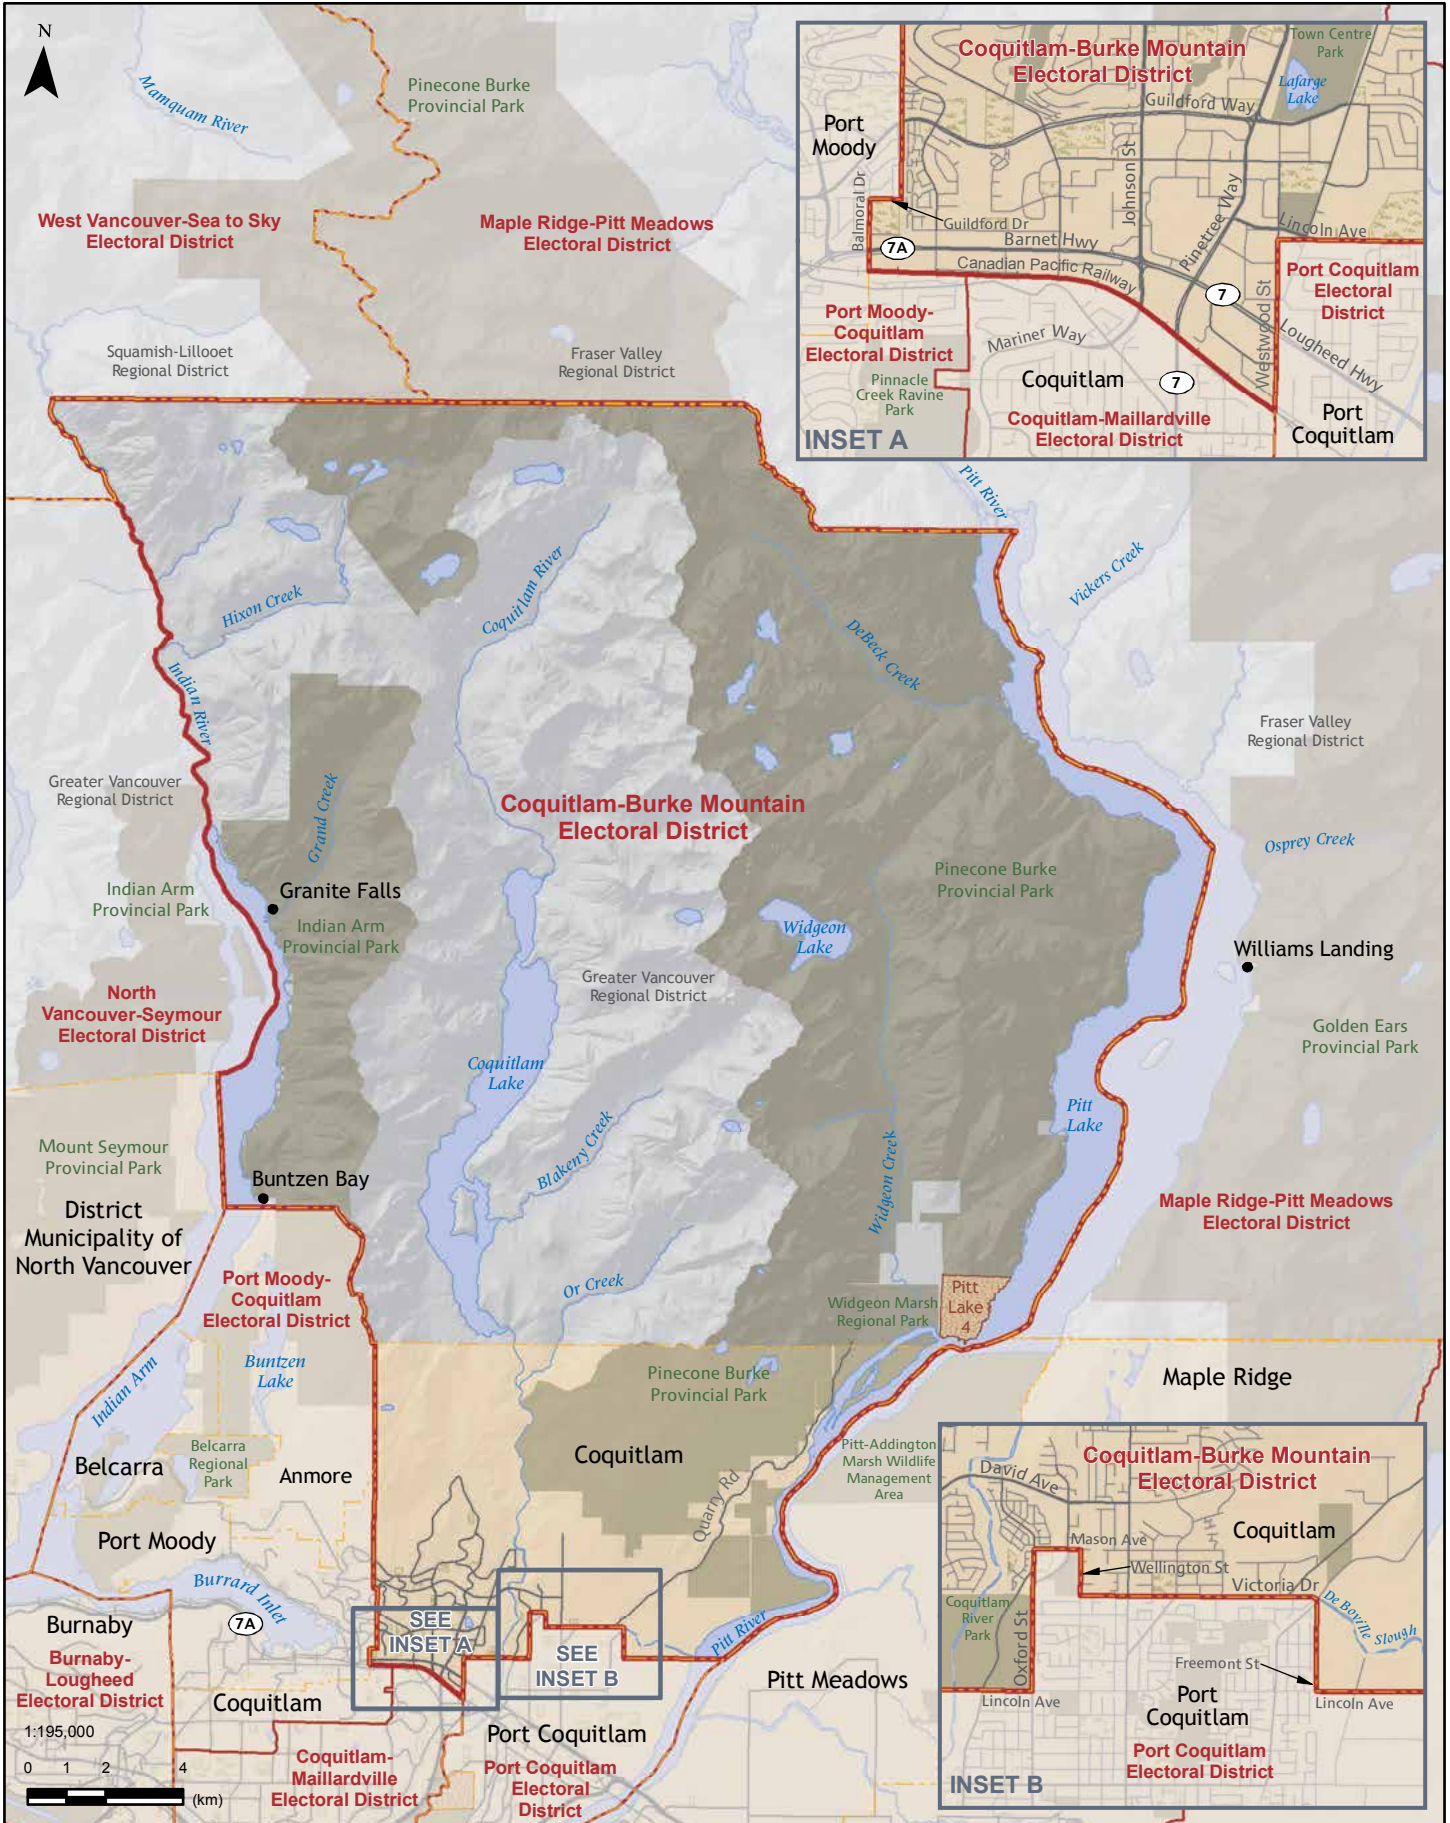 N
Mamquam River
Pinecone Burke
Provincial Park
West Vancouver-Sea to Sky
Electoral District
Maple Ridge-Pitt Meadows
Electoral District
Squamish-Lillooet
Regional District
Fraser Valley
Regional District
Coquitlam-Burke Mountain
Electoral District
Town Centre
Park
Lafarge
Lake
Guildford Way
Port
Moody
Johnson St
Balmoral Dr
Pinetree Way
Guildford Dr
Lincoln Ave
Barnet Hwy
7A
Canadian Pacific Railway
Port Coquitlam
Electoral
District
7
Westwood St
Port Moody-
Coquitlam
Electoral District
Mariner Way
Lougheed Hwy
Pinnacle
Creek Ravine
Park
Coquitlam
7
Coquitlam-Maillardville
Electoral District
Port
Coquitlam
INSET A
Pitt River
Vickers Creek
Coquitlam River
Hixon Creek
DeBeck Creek
Indian River
Fraser Valley
Regional District
Greater Vancouver
Regional District
Grand Creek
Coquitlam-Burke Mountain
Electoral District
Osprey Creek
Pinecone Burke
Provincial Park
Indian Arm
Provincial Park
Granite Falls
Indian Arm
Provincial Park
Widgeon
Lake
Williams Landing
Greater Vancouver
Regional District
North
Vancouver-Seymour
Electoral District
Golden Ears
Provincial Park
Coquitlam
Lake
Pitt
Lake
Blakeny Creek
Widgeon Creek
Mount Seymour
Provincial Park
Buntzen Bay
District
Municipality of
North Vancouver
Maple Ridge-Pitt Meadows
Electoral District
Port Moody-
Coquitlam
Electoral District
Or Creek
Pitt
Lake
4
Widgeon Marsh
Regional Park
Buntzen
Lake
Indian Arm
Pinecone Burke
Provincial Park
Maple Ridge
Belcarra
Belcarra
Regional
Park
Anmore
Coquitlam
Quarry Rd
Pitt-Addington
Marsh Wildlife
Management
Area
Port Moody
Burrard Inlet
7A
SEE
INSET A
SEE
INSET B
Pitt River
Burnaby
Burnaby-
Lougheed
Electoral District
Coquitlam
Pitt Meadows
Port Coquitlam
Port Coquitlam
Electoral
District
Coquitlam-
Maillardville
Electoral District
1:195,000
0 1 2 4
(km)
Coquitlam-Burke Mountain
Electoral District
David Ave
Coquitlam
Mason Ave
Wellington St
Victoria Dr
De Boville Slough
Coquitlam
River
Park
Oxford St
Freemont St
Lincoln Ave
Lincoln Ave
Port
Coquitlam
Port Coquitlam
Electoral District
INSET B